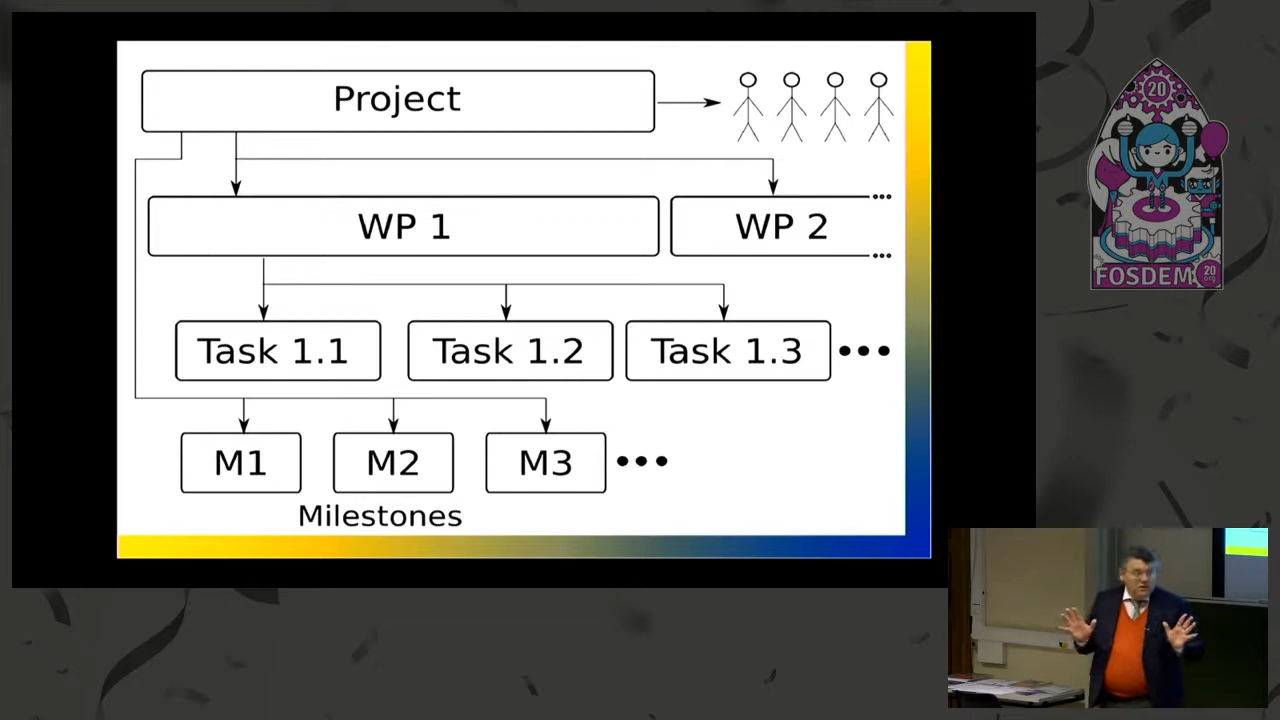 Project
WP 1
WP 2
Task 1.1
Task 1.2
Task 1.3
M1
M2
M3
Milestones
20
FOSDEM
20
.org